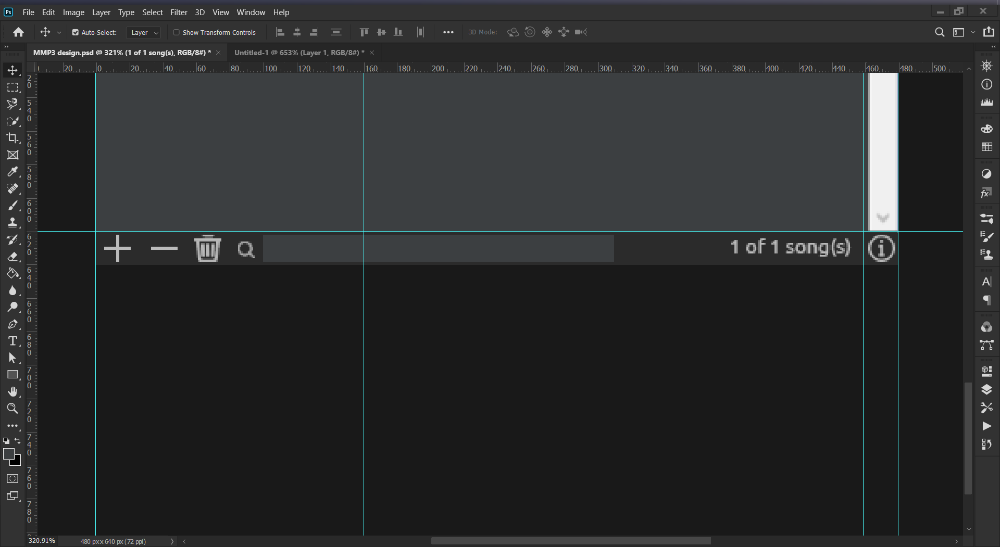 Ps File Edit Image Layer Type Select Filter 3D View Window Help
Auto-Select: Layer Show Transform Controls 3D Mode:
MMP3 design.psd @ 321% (1 of 1 song(s), RGB/8#) * Untitled-1 @ 653% (Layer 1, RGB/8#) *
20 0 20 40 60 80 100 120 140 160 180 200 220 240 260 280 300 320 340 360 380 400 420 440 460 480 500
20
540
560
580
600
620
640
660
680
700
720
740
760
780
1 of 1 song(s)
320.91% 480 px x 640 px (72 ppi)